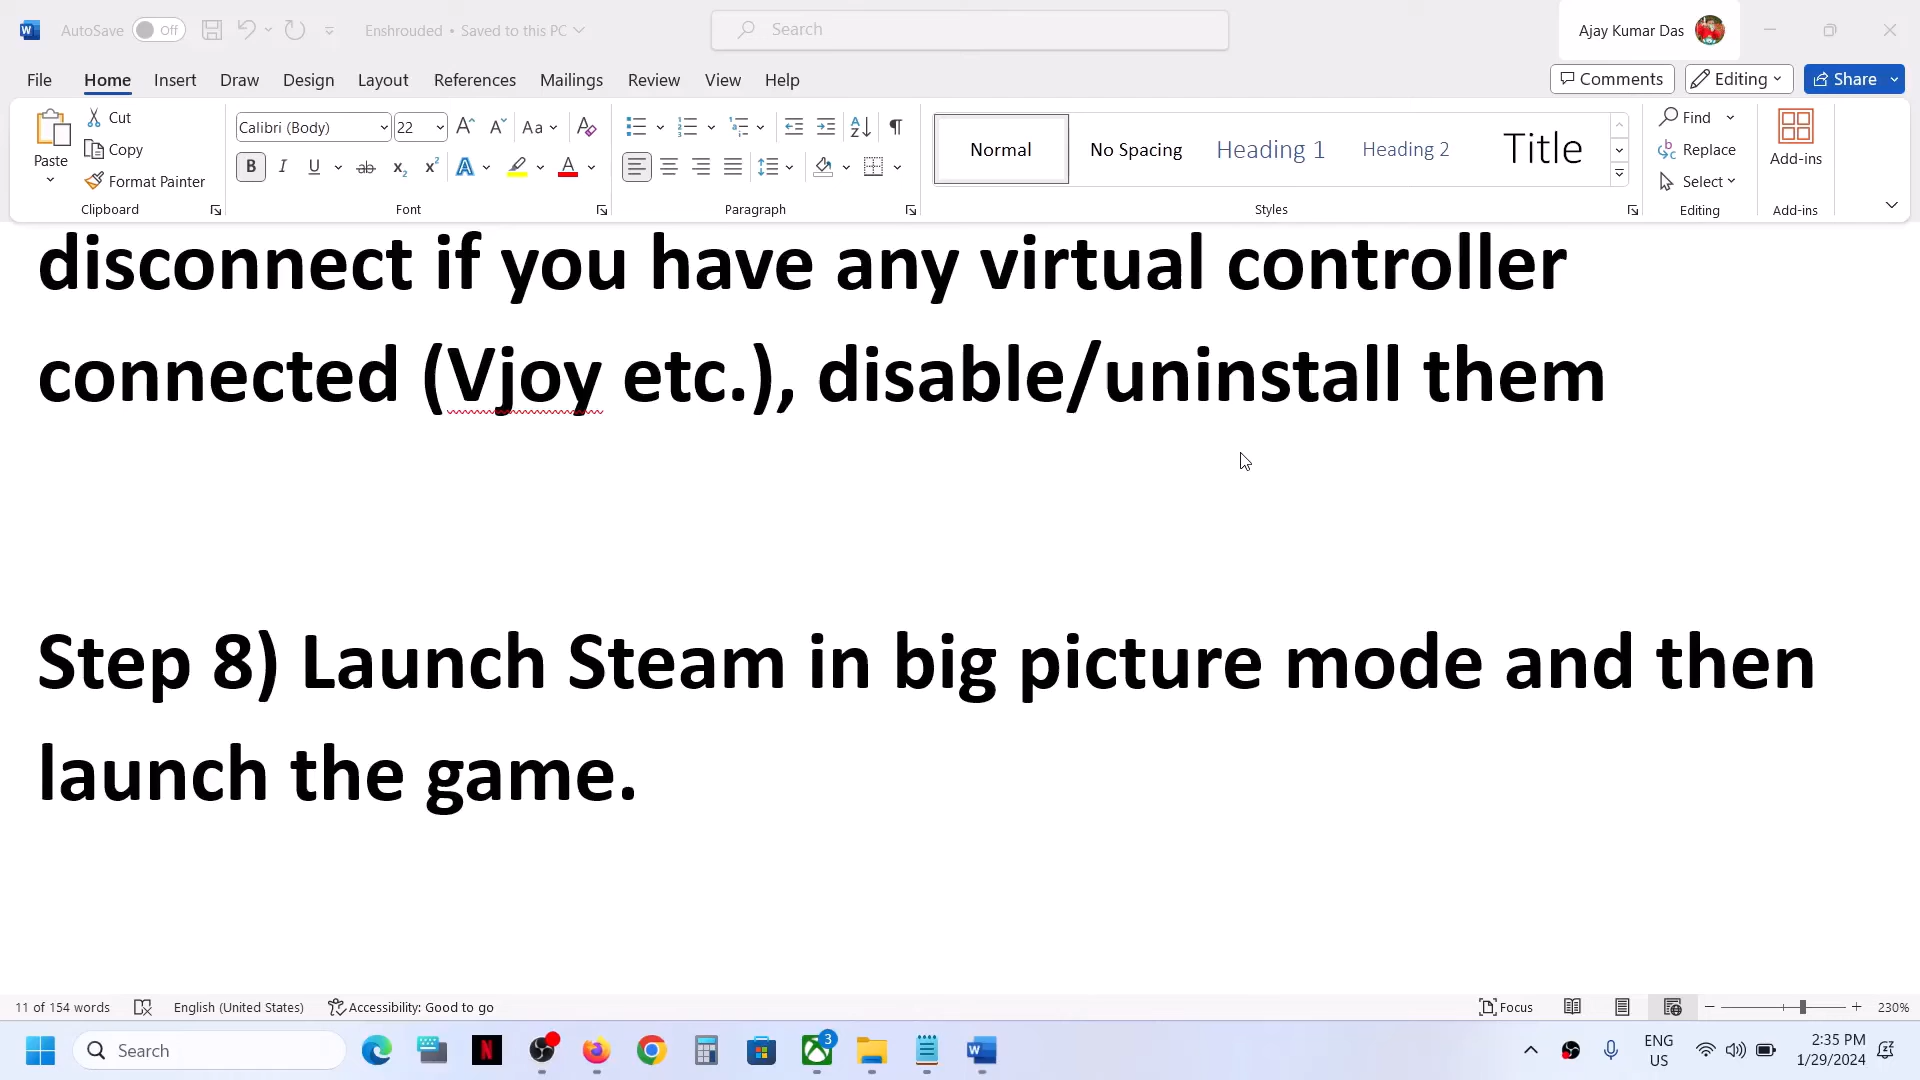 AutoSave Off Enshrouded • Saved to this PC Search Ajay Kumar Das
File Home Insert Draw Design Layout References Mailings Review View Help Comments Editing Share
Paste Cut Copy Format Painter Clipboard
Calibri (Body) 22 Aa Font
Paragraph
Normal No Spacing Heading 1 Heading 2 Title Styles
Find Replace Select Editing
Add-ins Add-ins
disconnect if you have any virtual controller
connected (Vjoy etc.), disable/uninstall them
Step 8) Launch Steam in big picture mode and then
launch the game.
11 of 154 words English (United States) Accessibility: Good to go Focus 230%
Search 3 ENG 2:35 PM
US 1/29/2024